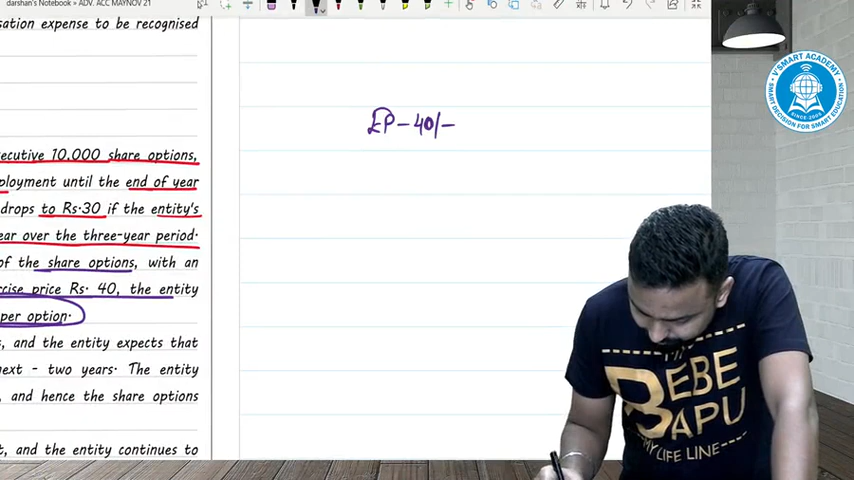 darshan's Notebook > ADV. ACC MAYNOV 21
sation expense to be recognised
ecutive 10,000 share options,
ployment until the end of year
drops to Rs.30 if the entity's
ear over the three-year period.
of the share options, with an
rcise price Rs. 40, the entity
per option.
s, and the entity expects that
next - two years. The entity
, and hence the share options
t, and the entity continues to
EP - 40/-
V'SMART ACADEMY
SINCE-2003
SMART DECISION FOR SMART EDUCATION
BEBE
BAPU
MY LIFE LINE